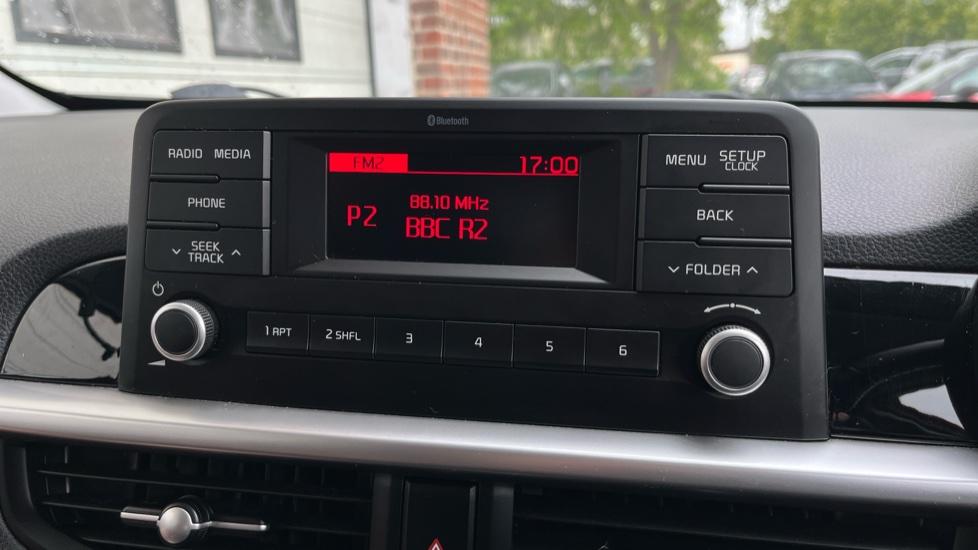 Bluetooth
RADIO MEDIA
PHONE
SEEK
TRACK
FM2 17:00
88.10 MHz
P2 BBC R2
MENU SETUP
CLOCK
BACK
FOLDER
1 RPT 2 SHFL 3 4 5 6